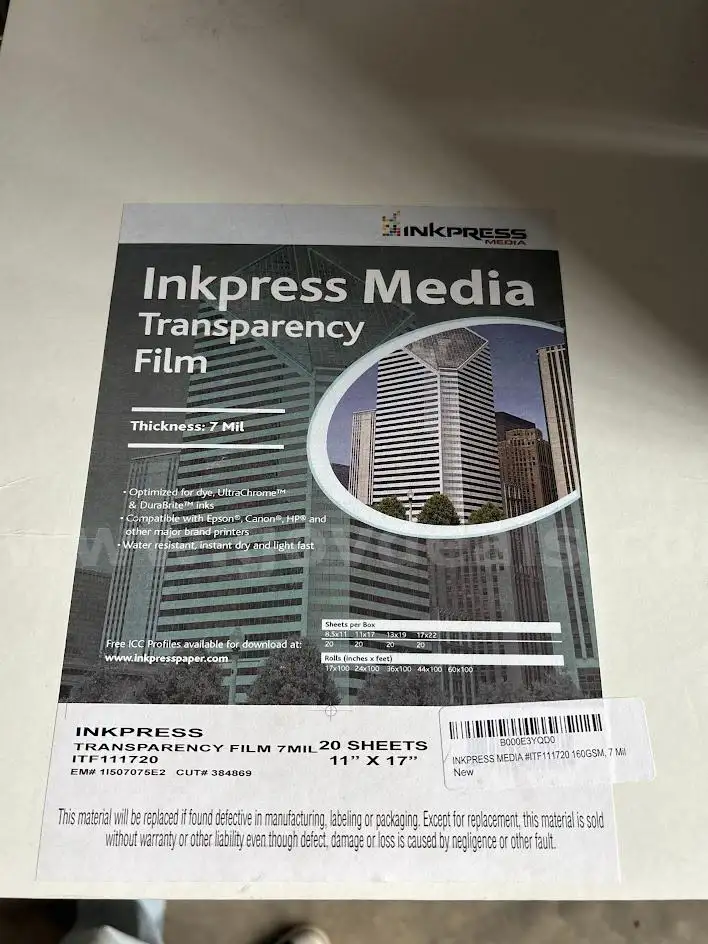 INKPRESS
MEDIA
Inkpress Media
Transparency
Film
Thickness: 7 Mil
• Optimized for dye, UltraChrome™
& DuraBrite™ inks
• Compatible with Epson®, Canon®, HP® and
other major brand printers
• Water resistant, instant dry and light fast
Free ICC Profiles available for download at:
www.inkpresspaper.com
Sheets per Box
8.5x11 11x17 13x19 17x22
20 20 20 20
Rolls (inches x feet)
17x100 24x100 36x100 44x100 60x100
INKPRESS
TRANSPARENCY FILM 7MIL 20 SHEETS
ITF111720 11” X 17”
EM# 1I507075E2 CUT# 384869
B000E3YQD0
INKPRESS MEDIA #ITF111720 160GSM, 7 Mil
New
This material will be replaced if found defective in manufacturing, labeling or packaging. Except for replacement, this material is sold
without warranty or other liability even though defect, damage or loss is caused by negligence or other fault.